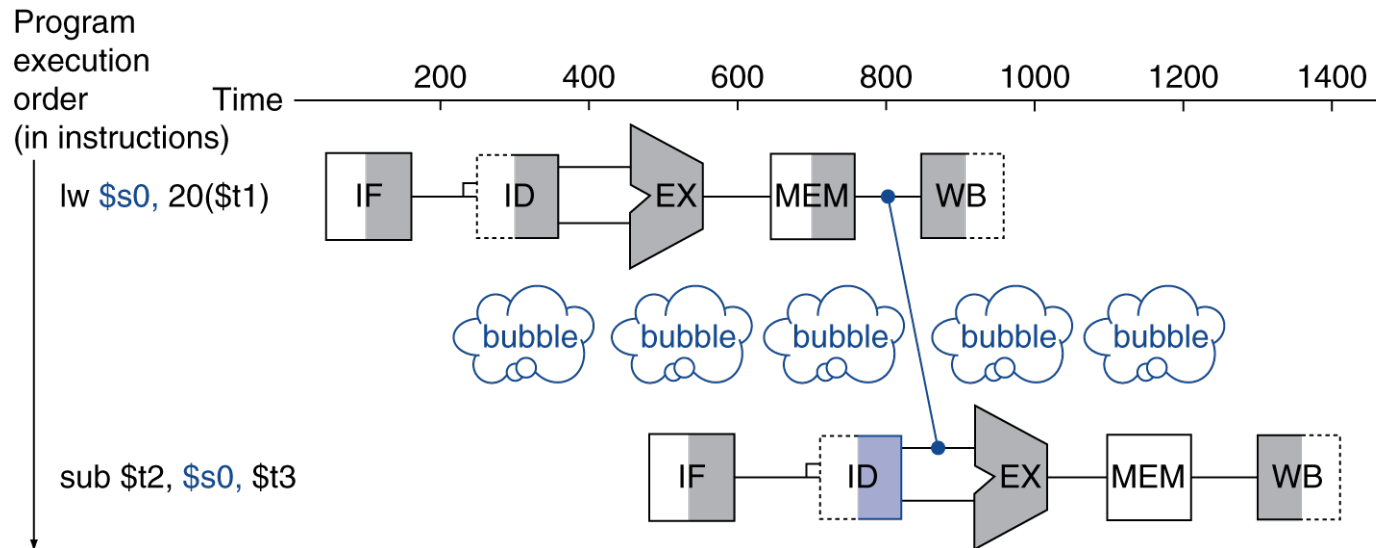 Program
execution
order
(in instructions)
Time
200 400 600 800 1000 1200 1400
lw $s0, 20($t1)
IF ID EX MEM WB
bubble bubble bubble bubble bubble
sub $t2, $s0, $t3
IF ID EX MEM WB